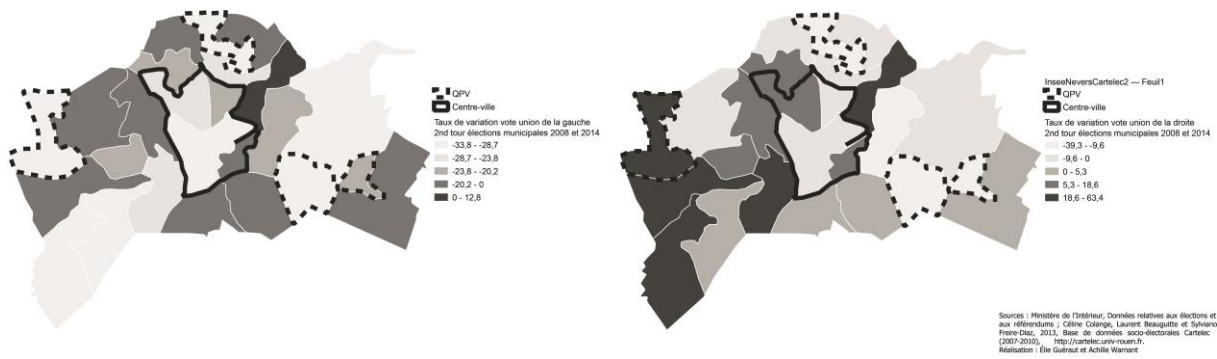 QPV
Centre-ville
Taux de variation vote union de la gauche
2nd tour élections municipales 2008 et 2014
-33,8 - -28,7
-28,7 - -23,8
-23,8 - -20,2
-20,2 - 0
0 - 12,8
InseeNeversCartelec2 — Feuil1
QPV
Centre-ville
Taux de variation vote union de la droite
2nd tour élections municipales 2008 et 2014
-39,3 - -9,6
-9,6 - 0
0 - 5,3
5,3 - 18,6
18,6 - 63,4
Sources : Ministère de l'Intérieur, Données relatives aux élections et
aux référendums ; Céline Colange, Laurent Beauguitte et Sylviano
Freire-Diaz, 2013, Base de données socio-électorales Cartelec
(2007-2010), http://cartelec.univ-rouen.fr.
Réalisation : Élie Guéraut et Achille Warnant